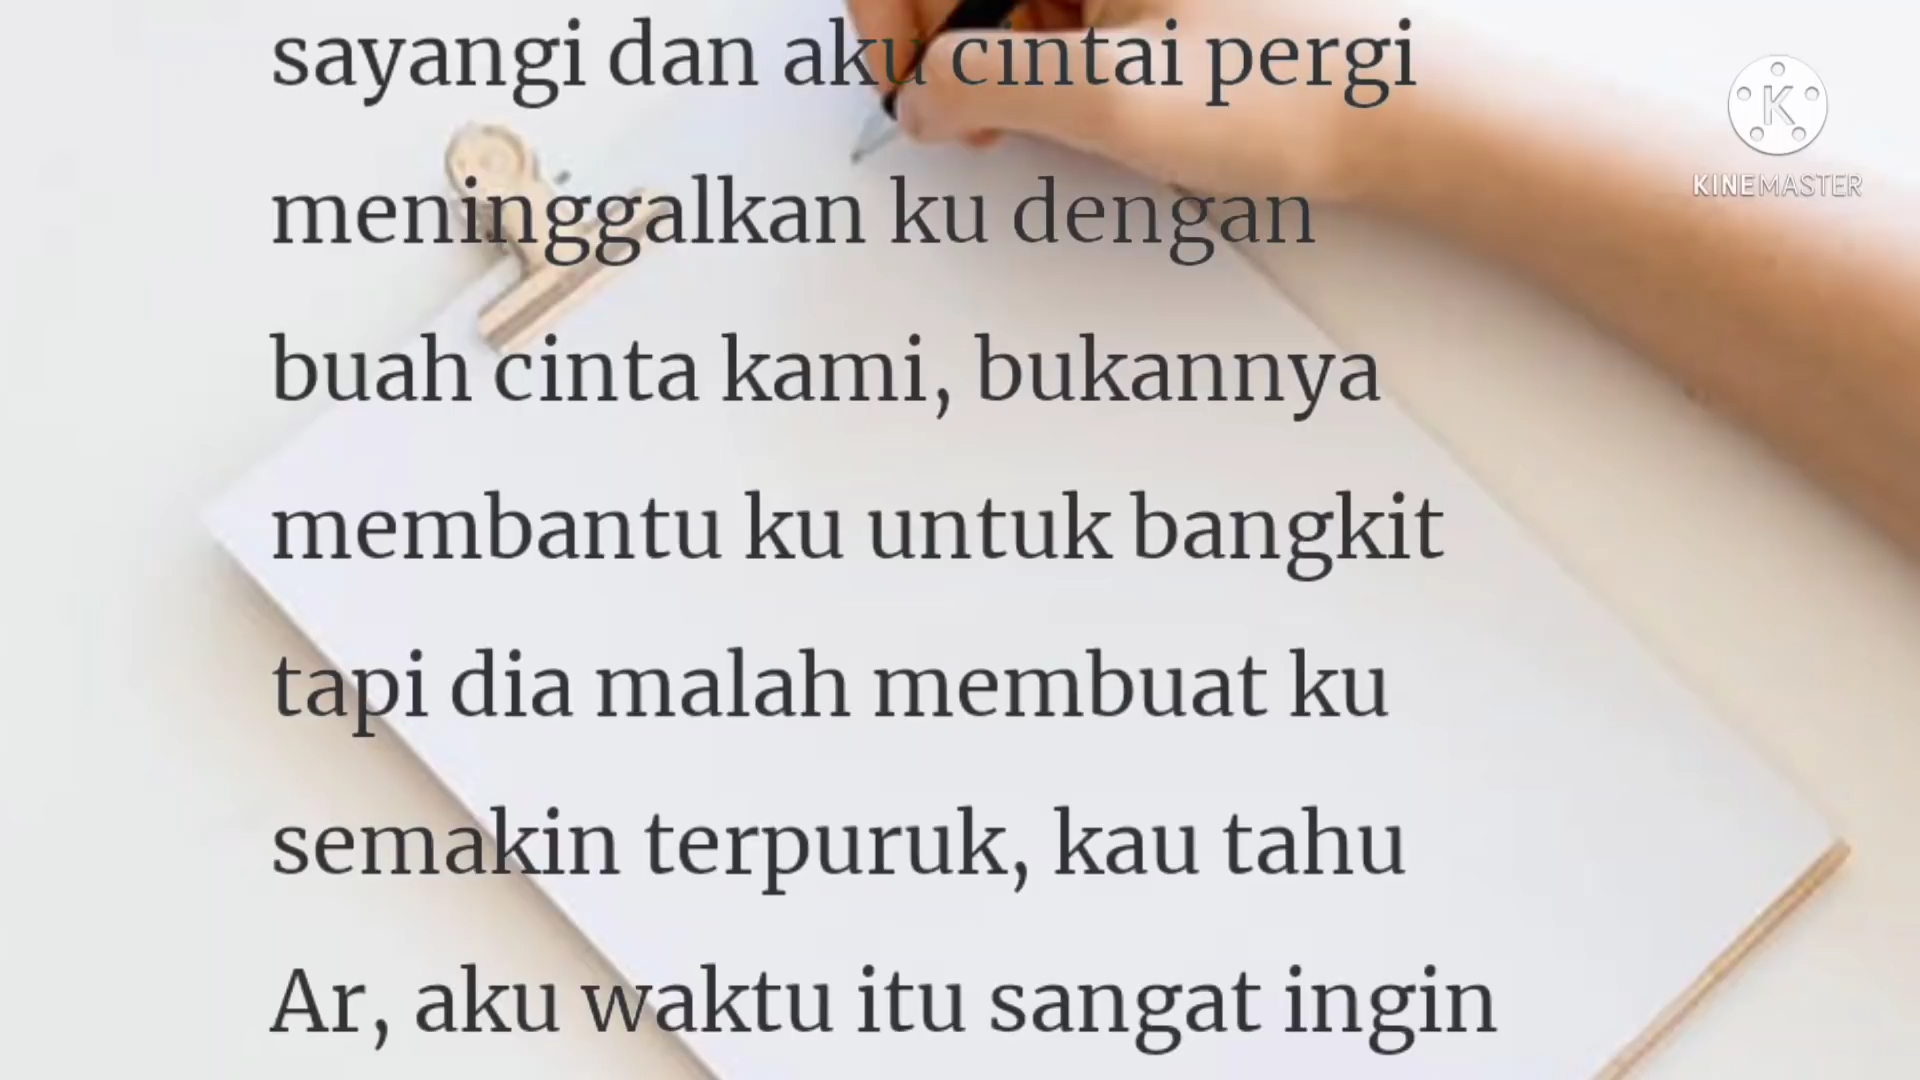 sayangi dan aku cintai pergi
meninggalkan ku dengan
buah cinta kami, bukannya
membantu ku untuk bangkit
tapi dia malah membuat ku
semakin terpuruk, kau tahu
Ar, aku waktu itu sangat ingin
K
KINEMASTER